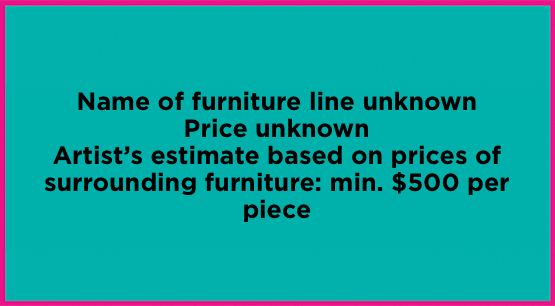 Name of furniture line unknown
Price unknown
Artist’s estimate based on prices of
surrounding furniture: min. $500 per
piece